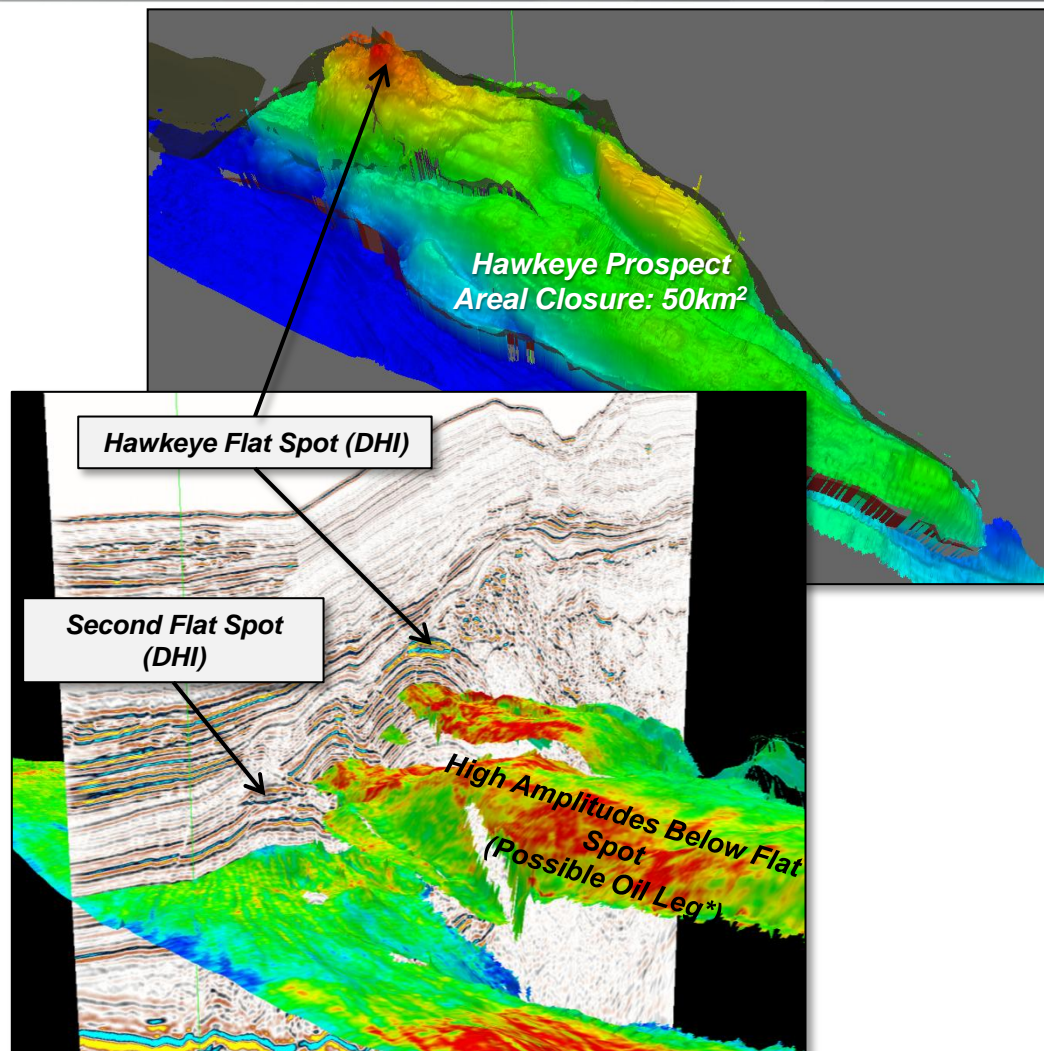 Hawkeye Prospect
Areal Closure: 50km²
Hawkeye Flat Spot (DHI)
Second Flat Spot
(DHI)
High Amplitudes Below Flat
Spot
(Possible Oil Leg*)